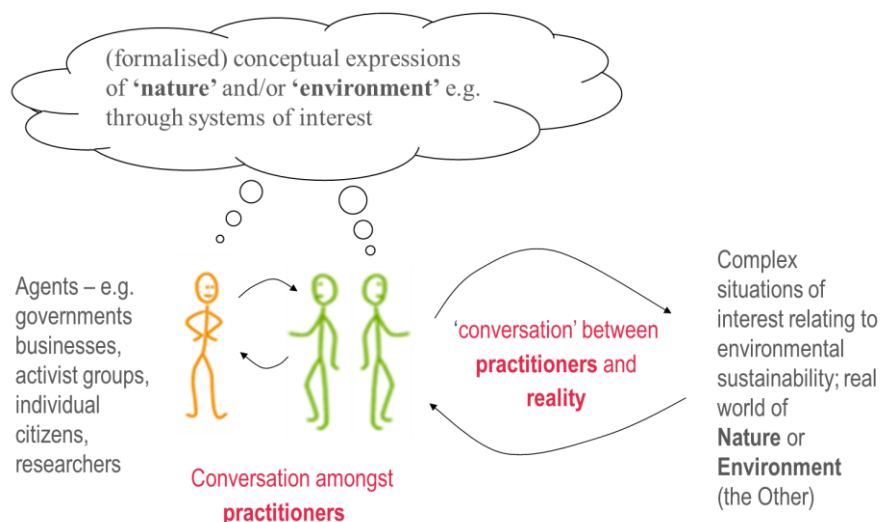 (formalised) conceptual expressions
of ‘nature’ and/or ‘environment’ e.g.
through systems of interest
Agents – e.g.
governments
businesses,
activist groups,
individual
citizens,
researchers
Conversation amongst
practitioners
‘conversation’ between
practitioners and
reality
Complex
situations of
interest relating to
environmental
sustainability; real
world of
Nature or
Environment
(the Other)